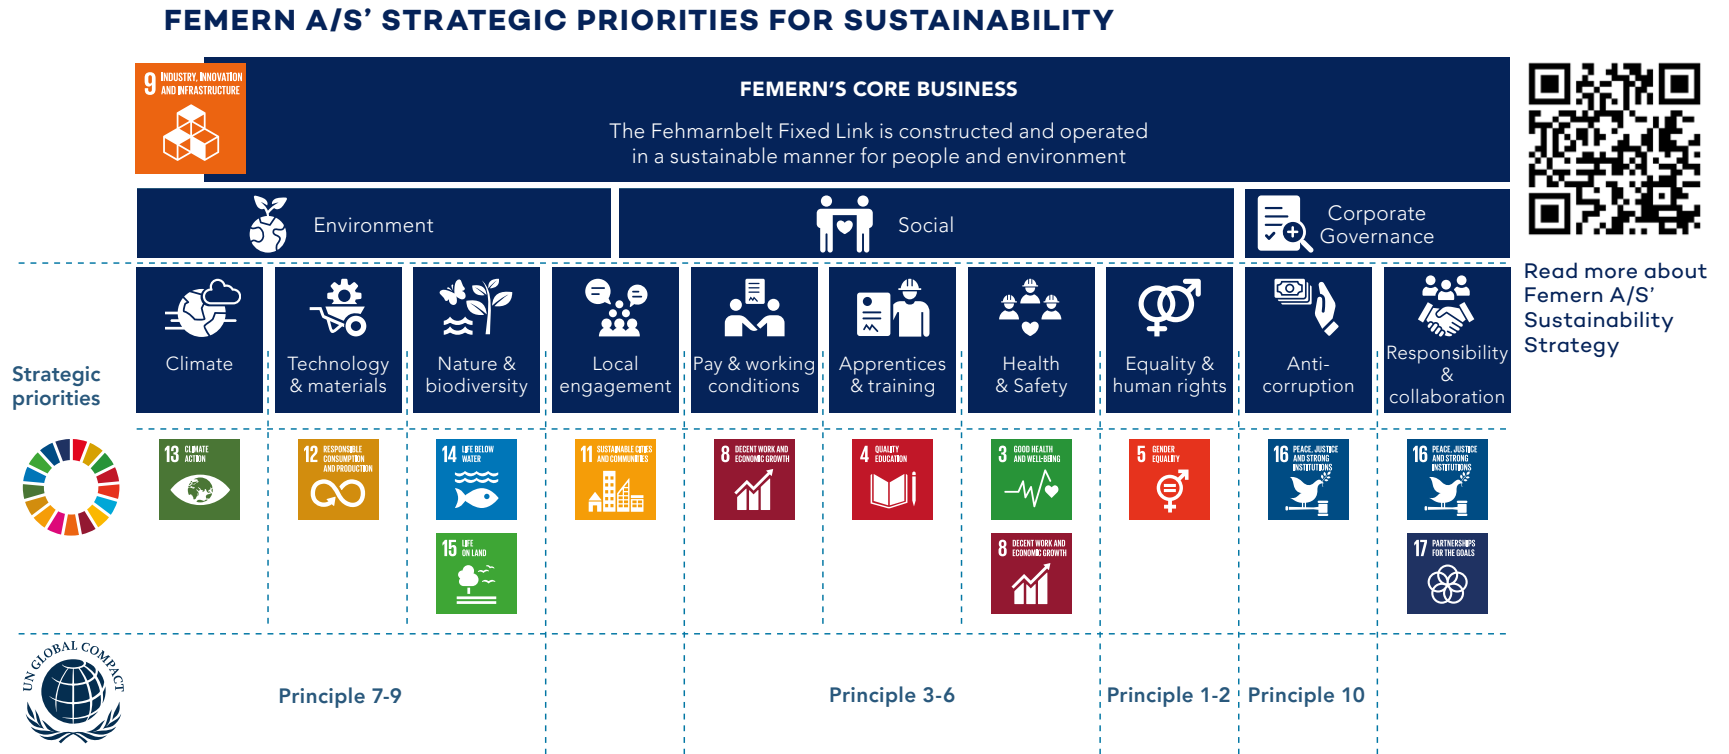 FEMERN A/S’ STRATEGIC PRIORITIES FOR SUSTAINABILITY
9 INDUSTRY, INNOVATION
AND INFRASTRUCTURE
FEMERN’S CORE BUSINESS
The Fehmarnbelt Fixed Link is constructed and operated
in a sustainable manner for people and environment
Environment
Social
Corporate
Governance
Read more about
Femern A/S’
Sustainability
Strategy
Strategic
priorities
Climate
Technology
& materials
Nature &
biodiversity
Local
engagement
Pay & working
conditions
Apprentices
& training
Health
& Safety
Equality &
human rights
Anti-
corruption
Responsibility
&
collaboration
13 CLIMATE
ACTION
12 RESPONSIBLE
CONSUMPTION
AND PRODUCTION
14 LIFE BELOW
WATER
11 SUSTAINABLE CITIES
AND COMMUNITIES
8 DECENT WORK AND
ECONOMIC GROWTH
4 QUALITY
EDUCATION
3 GOOD HEALTH
AND WELL-BEING
5 GENDER
EQUALITY
16 PEACE, JUSTICE
AND STRONG
INSTITUTIONS
16 PEACE, JUSTICE
AND STRONG
INSTITUTIONS
15 LIFE
ON LAND
8 DECENT WORK AND
ECONOMIC GROWTH
17 PARTNERSHIPS
FOR THE GOALS
UN GLOBAL COMPACT
Principle 7-9
Principle 3-6
Principle 1-2
Principle 10